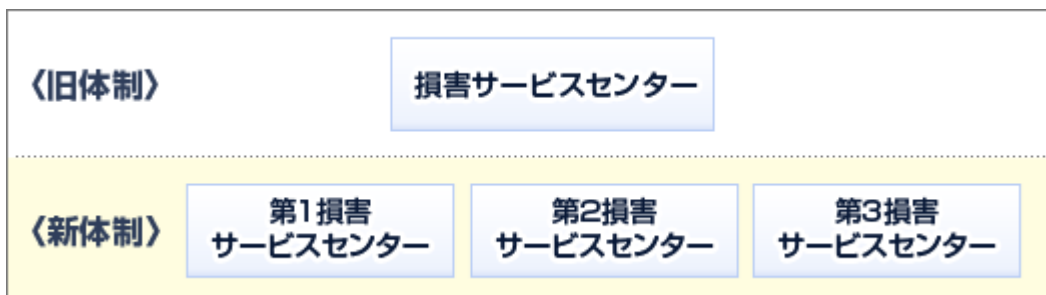 〈旧体制〉
損害サービスセンター
〈新体制〉
第1損害
サービスセンター
第2損害
サービスセンター
第3損害
サービスセンター